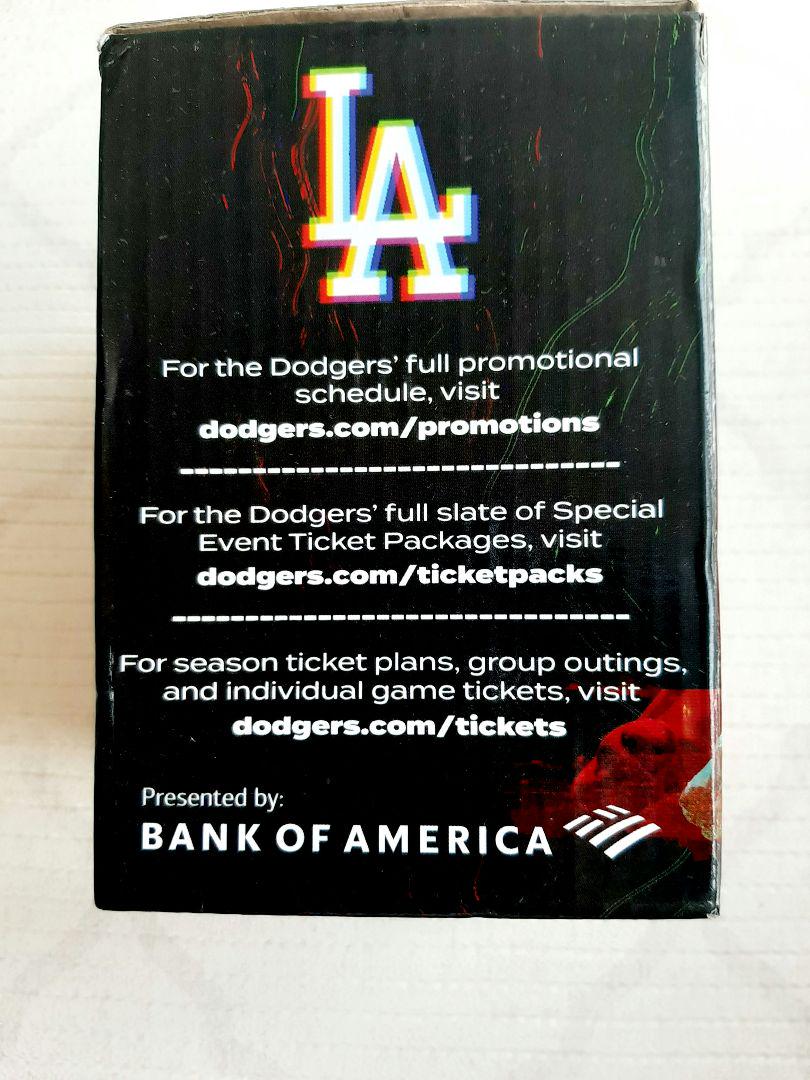 LA
For the Dodgers' full promotional
schedule, visit
dodgers.com/promotions
For the Dodgers' full slate of Special
Event Ticket Packages, visit
dodgers.com/ticketpacks
For season ticket plans, group outings,
and individual game tickets, visit
dodgers.com/tickets
Presented by:
BANK OF AMERICA